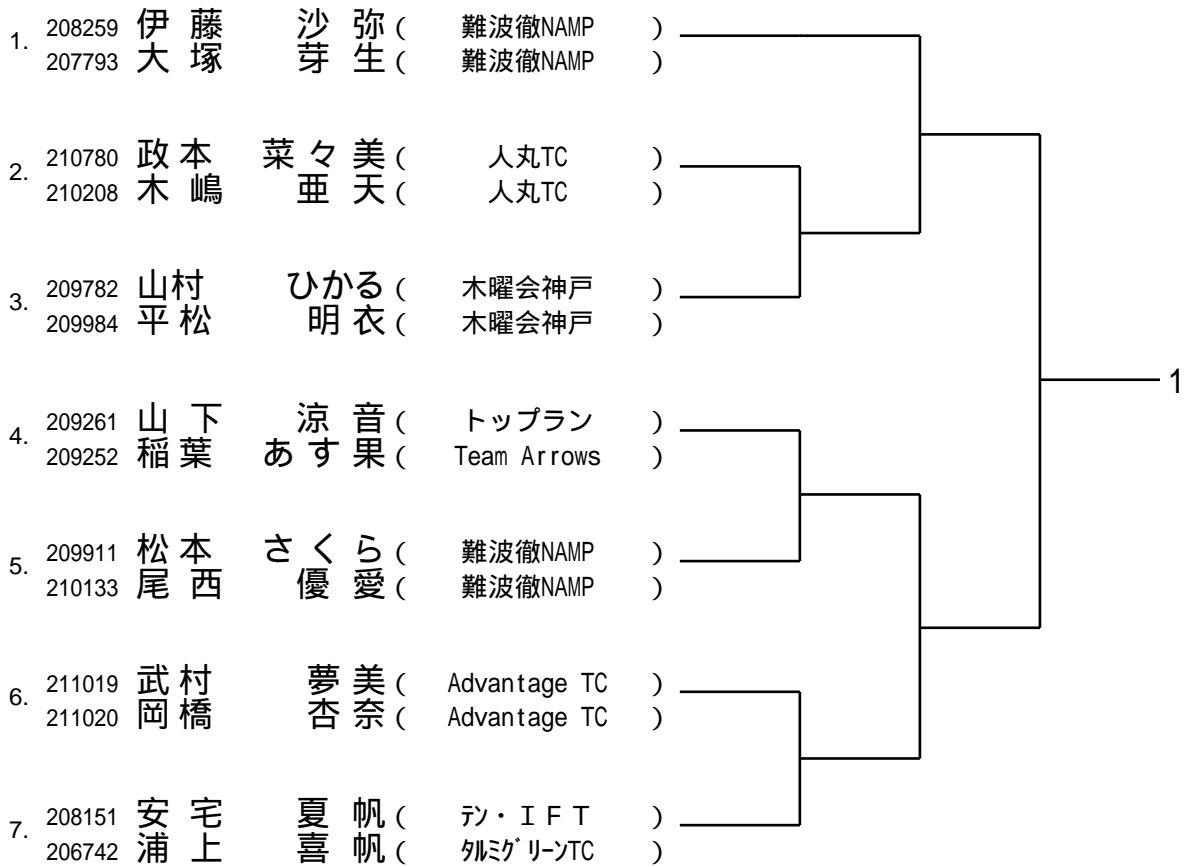 1. 208259 伊藤 沙弥 ( 難波徹NAMP )
207793 大塚 芽生 ( 難波徹NAMP )
2. 210780 政本 菜々美 ( 人丸TC )
210208 木嶋 亜天 ( 人丸TC )
3. 209782 山村 ひかる ( 木曜会神戸 )
209984 平松 明衣 ( 木曜会神戸 )
1
4. 209261 山下 涼音 ( トップラン )
209252 稲葉 あす果 ( Team Arrows )
5. 209911 松本 さくら ( 難波徹NAMP )
210133 尾西 優愛 ( 難波徹NAMP )
6. 211019 武村 夢美 ( Advantage TC )
211020 岡橋 杏奈 ( Advantage TC )
7. 208151 安宅 夏帆 ( ﾃﾝ・ＩＦＴ )
206742 浦上 喜帆 ( ﾀﾙﾐｸﾞﾘｰﾝTC )